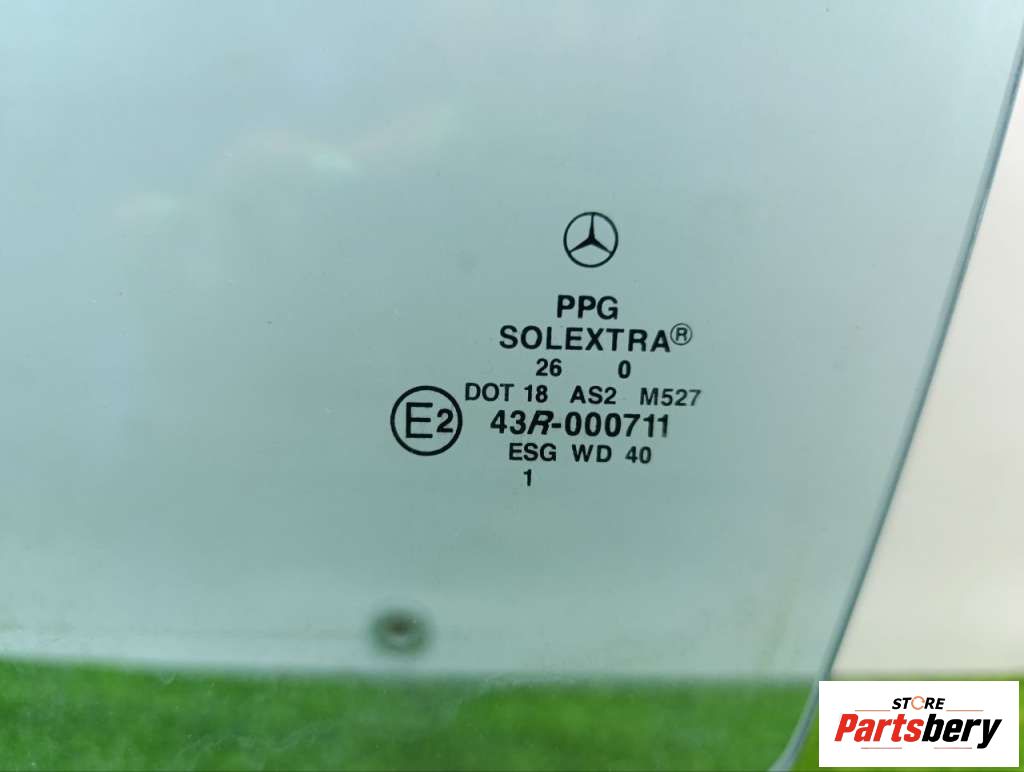 PPG
SOLEXTRA®
26 0
DOT 18 AS2 M527
E2 43R-000711
ESG WD 40
1
STORE
Partsbery